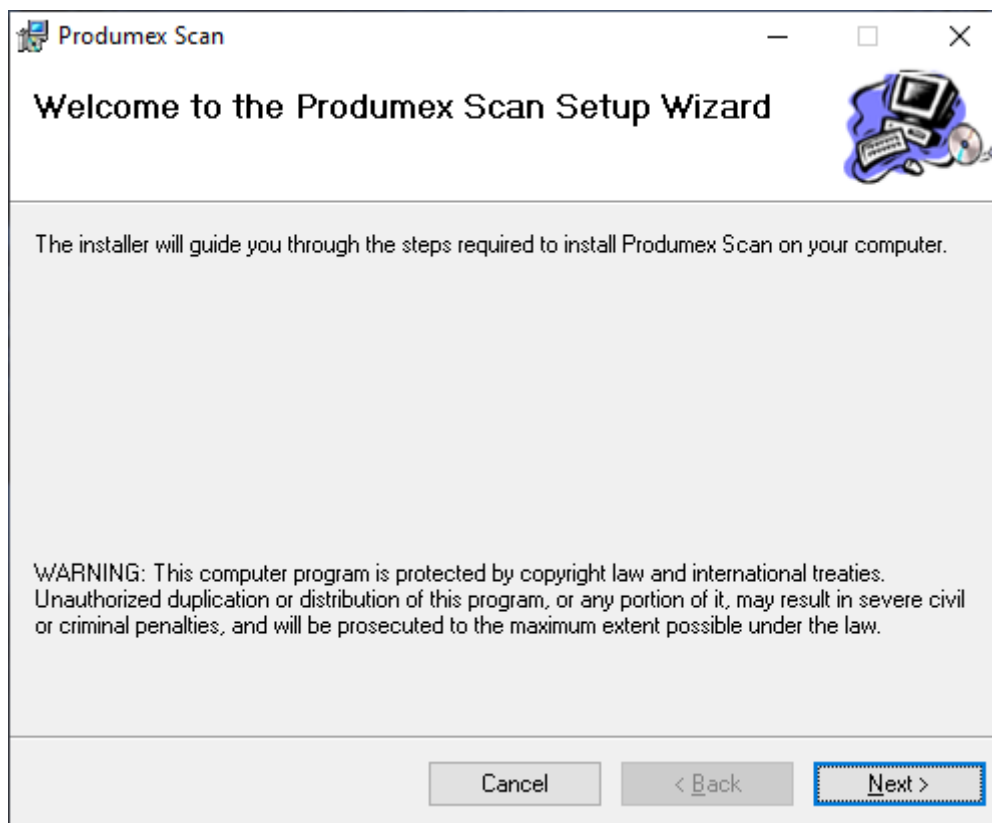 Produmex Scan
Welcome to the Produmex Scan Setup Wizard
The installer will guide you through the steps required to install Produmex Scan on your computer.
WARNING: This computer program is protected by copyright law and international treaties.
Unauthorized duplication or distribution of this program, or any portion of it, may result in severe civil
or criminal penalties, and will be prosecuted to the maximum extent possible under the law.
Cancel < Back Next >